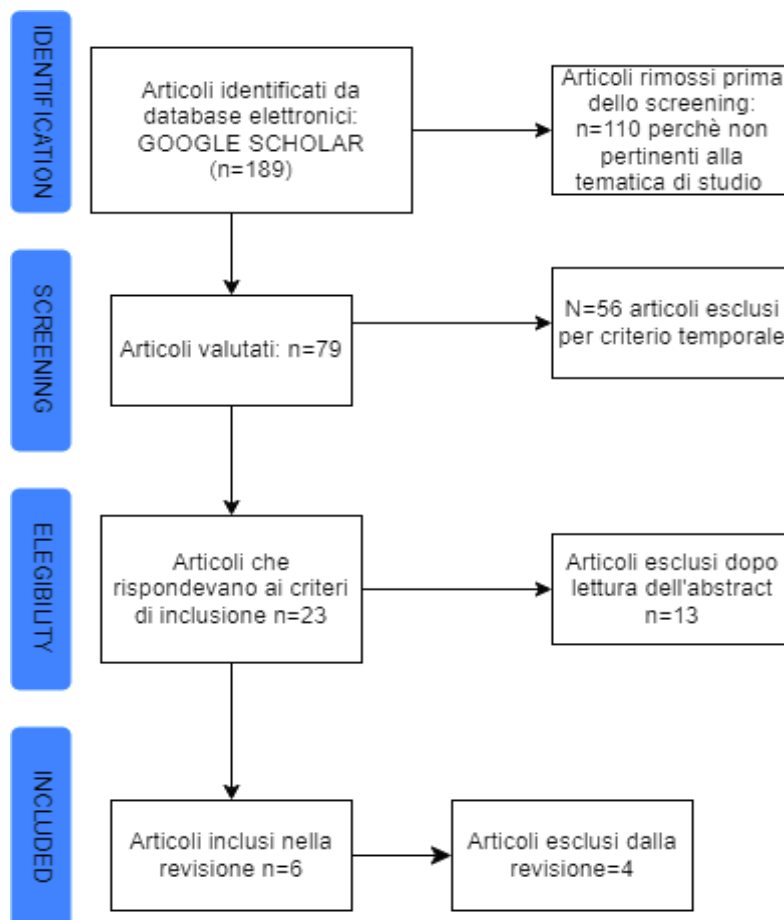 IDENTIFICATION
Articoli identificati da
database elettronici:
GOOGLE SCHOLAR
(n=189)
Articoli rimossi prima
dello screening:
n=110 perchè non
pertinenti alla
tematica di studio
SCREENING
Articoli valutati: n=79
N=56 articoli esclusi
per criterio temporale
ELEGIBILITY
Articoli che
rispondevano ai criteri
di inclusione n=23
Articoli esclusi dopo
lettura dell'abstract
n=13
INCLUDED
Articoli inclusi nella
revisione n=6
Articoli esclusi dalla
revisione=4